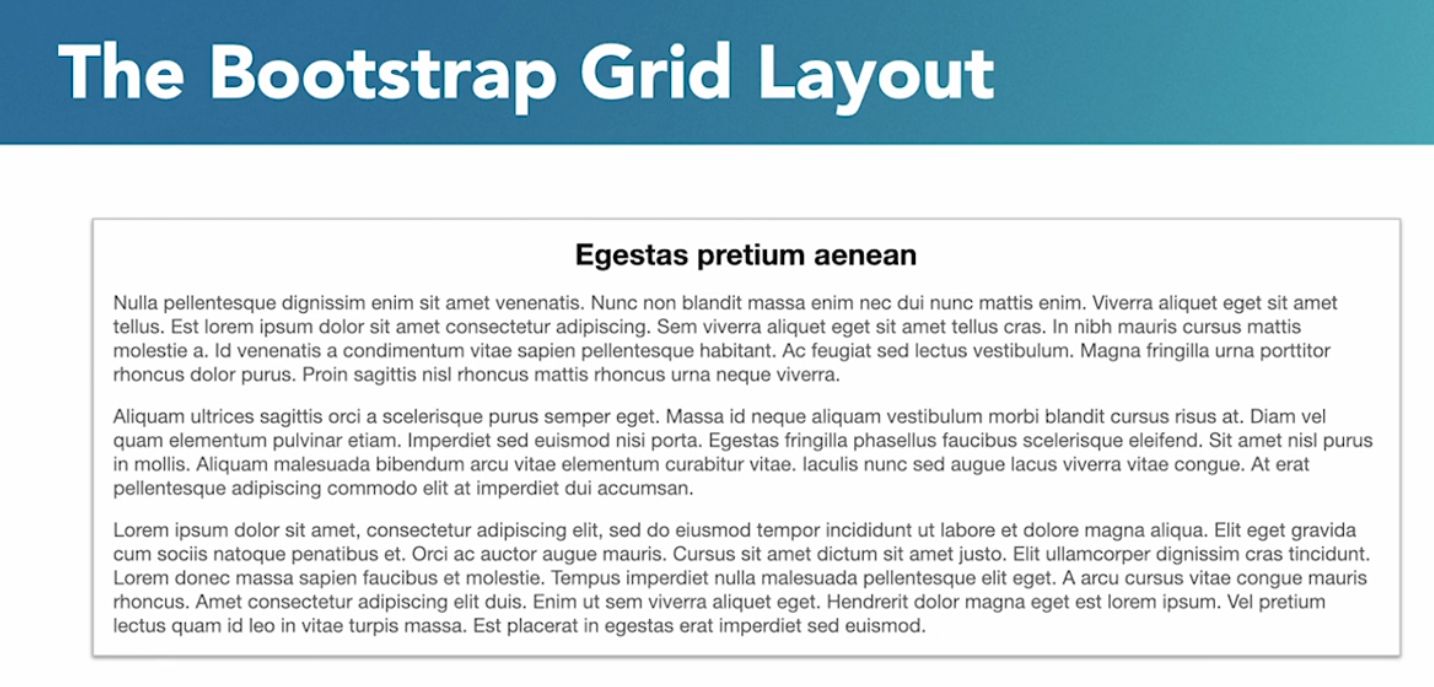 The Bootstrap Grid Layout
Egestas pretium aenean
Nulla pellentesque dignissim enim sit amet venenatis. Nunc non blandit massa enim nec dui nunc mattis enim. Viverra aliquet eget sit amet
tellus. Est lorem ipsum dolor sit amet consectetur adipiscing. Sem viverra aliquet eget sit amet tellus cras. In nibh mauris cursus mattis
molestie a. Id venenatis a condimentum vitae sapien pellentesque habitant. Ac feugiat sed lectus vestibulum. Magna fringilla urna porttitor
rhoncus dolor purus. Proin sagittis nisl rhoncus mattis rhoncus urna neque viverra.
Aliquam ultrices sagittis orci a scelerisque purus semper eget. Massa id neque aliquam vestibulum morbi blandit cursus risus at. Diam vel
quam elementum pulvinar etiam. Imperdiet sed euismod nisi porta. Egestas fringilla phasellus faucibus scelerisque eleifend. Sit amet nisl purus
in mollis. Aliquam malesuada bibendum arcu vitae elementum curabitur vitae. Iaculis nunc sed augue lacus viverra vitae congue. At erat
pellentesque adipiscing commodo elit at imperdiet dui accumsan.
Lorem ipsum dolor sit amet, consectetur adipiscing elit, sed do eiusmod tempor incididunt ut labore et dolore magna aliqua. Elit eget gravida
cum sociis natoque penatibus et. Orci ac auctor augue mauris. Cursus sit amet dictum sit amet justo. Elit ullamcorper dignissim cras tincidunt.
Lorem donec massa sapien faucibus et molestie. Tempus imperdiet nulla malesuada pellentesque elit eget. A arcu cursus vitae congue mauris
rhoncus. Amet consectetur adipiscing elit duis. Enim ut sem viverra aliquet eget. Hendrerit dolor magna eget est lorem ipsum. Vel pretium
lectus quam id leo in vitae turpis massa. Est placerat in egestas erat imperdiet sed euismod.